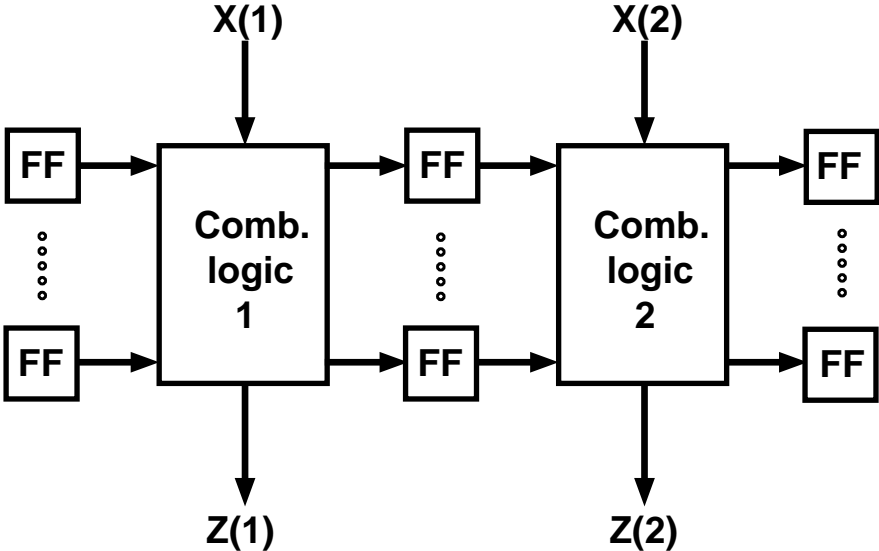 X(1) X(2)
FF FF FF
Comb.
logic
1
Comb.
logic
2
FF FF FF
Z(1) Z(2)